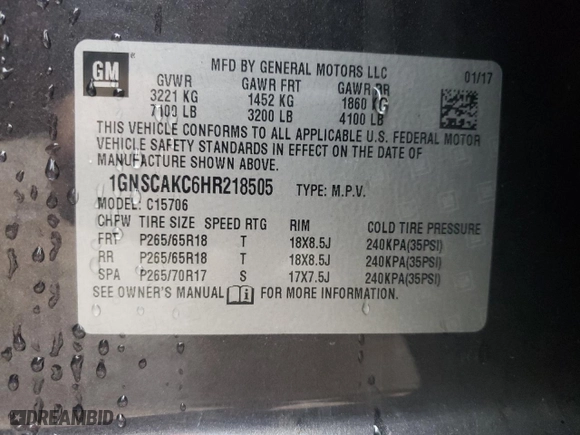 GM
MFD BY GENERAL MOTORS LLC 01/17
GVWR GAWR FRT GAWR RR
3221 KG 1452 KG 1860 KG
7100 LB 3200 LB 4100 LB
THIS VEHICLE CONFORMS TO ALL APPLICABLE U.S. FEDERAL MOTOR
VEHICLE SAFETY STANDARDS IN EFFECT ON THE DATE OF
MANUFACTURE SHOWN ABOVE.
1GNSCAKC6HR218505 TYPE: M.P.V.
MODEL: C15706
CHPW TIRE SIZE SPEED RTG RIM COLD TIRE PRESSURE
FRT P265/65R18 T 18X8.5J 240KPA(35PSI)
RR P265/65R18 T 18X8.5J 240KPA(35PSI)
SPA P265/70R17 S 17X7.5J 240KPA(35PSI)
SEE OWNER'S MANUAL i FOR MORE INFORMATION.
DREAMBID